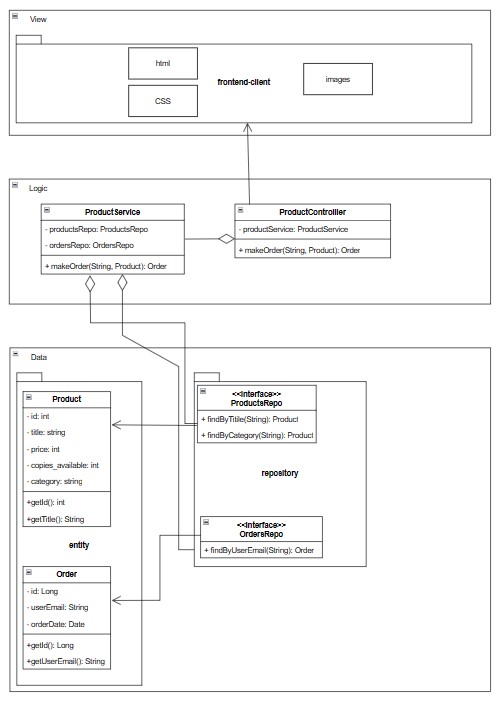 View
html
CSS
frontend-client
images
Logic
ProductService
- productsRepo: ProductsRepo
- ordersRepo: OrdersRepo
+ makeOrder(String, Product): Order
ProductController
- productService: ProductService
+ makeOrder(String, Product): Order
Data
Product
- id: int
- title: string
- price: int
- copies_available: int
- category: string
+getId(): int
+getTitle(): String
entity
Order
- id: Long
- userEmail: String
- orderDate: Date
+getId(): Long
+getUserEmail(): String
<<Interface>>
ProductsRepo
+ findByTitile(String): Product
+ findByCategory(String): Product
repository
<<Interface>>
OrdersRepo
+ findByUserEmail(String): Order